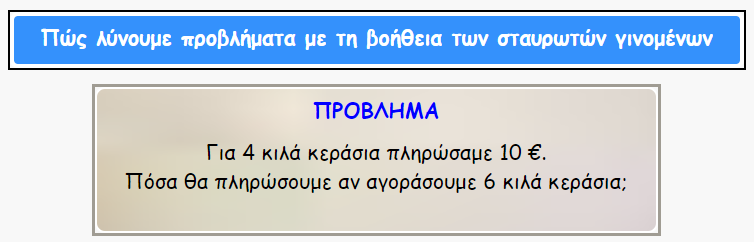 Πώς λύνουμε προβλήματα με τη βοήθεια των σταυρωτών γινομένων
ΠΡΟΒΛΗΜΑ
Για 4 κιλά κεράσια πληρώσαμε 10 €.
Πόσα θα πληρώσουμε αν αγοράσουμε 6 κιλά κεράσια;